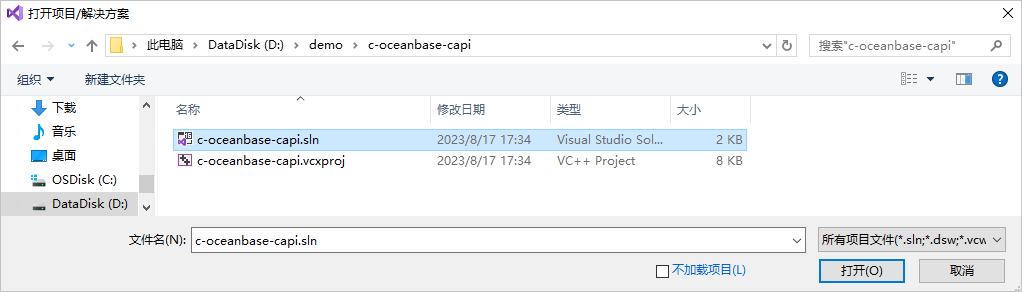 打开项目/解决方案
此电脑 DataDisk (D:) demo c-oceanbase-capi 搜索"c-oceanbase-capi"
组织 新建文件夹
名称 修改日期 类型 大小
下载
音乐
桌面
OSDisk (C:)
DataDisk (D:)
c-oceanbase-capi.sln 2023/8/17 17:34 Visual Studio Sol... 2 KB
c-oceanbase-capi.vcxproj 2023/8/17 17:34 VC++ Project 8 KB
文件名(N): c-oceanbase-capi.sln 所有项目文件(*.sln;*.dsw;*.vcw
不加载项目(L) 打开(O) 取消